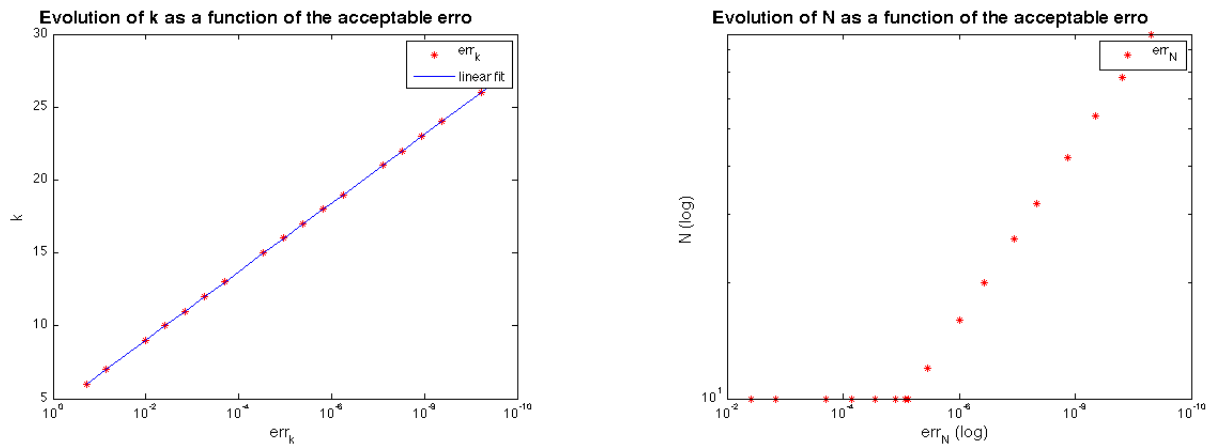 Evolution of k as a function of the acceptable erro
30
25
20
15
10
5
k
10^0
10^-2
10^-4
10^-6
10^-9
10^-10
err_k
err_k
linear fit
Evolution of N as a function of the acceptable erro
10^1
N (log)
10^-2
10^-4
10^-6
10^-9
10^-10
err_N (log)
err_N